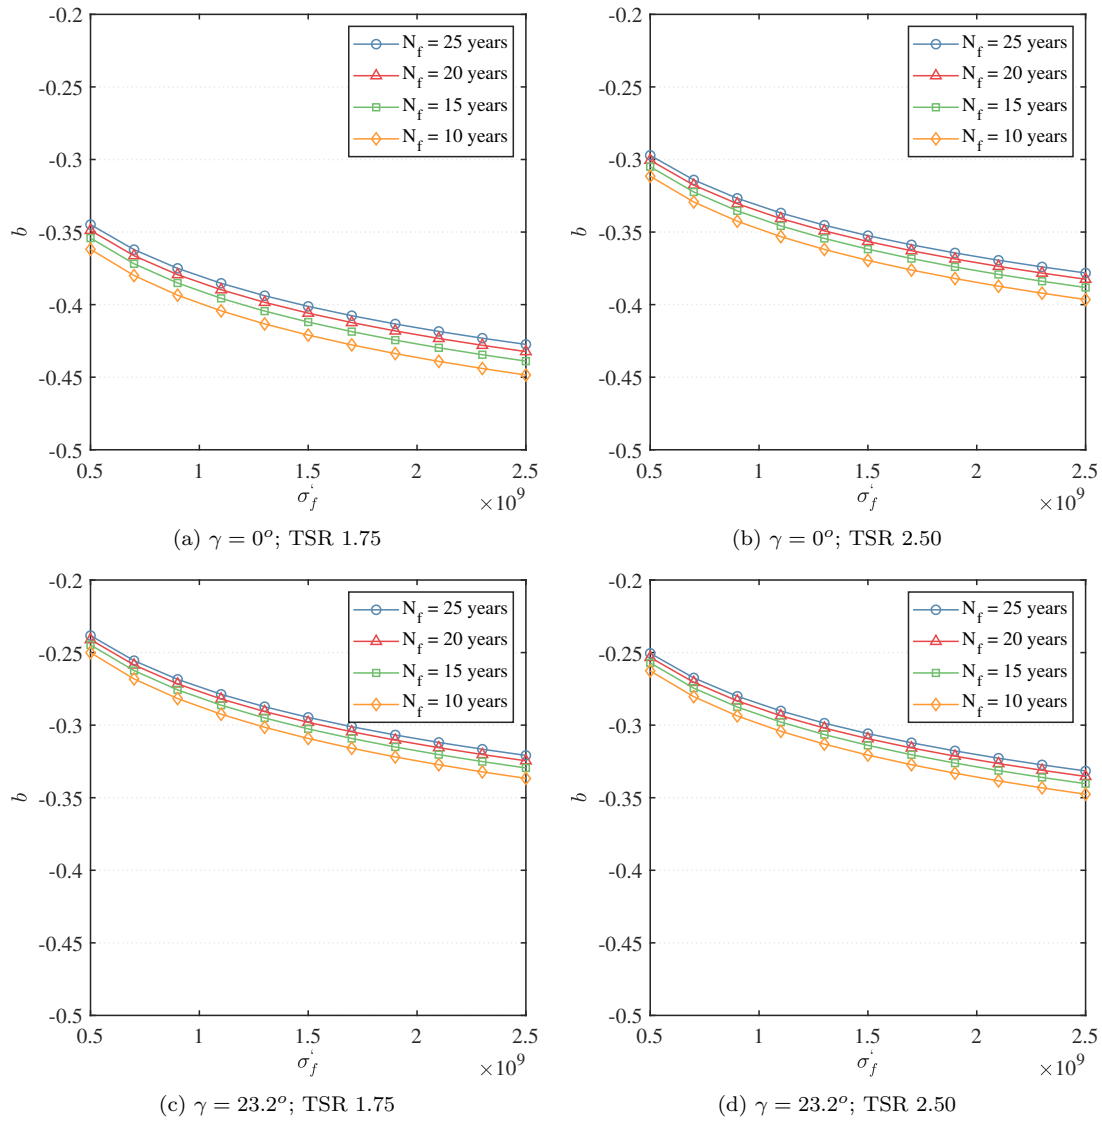 -0.2
-0.25
-0.3
-0.35
-0.4
-0.45
-0.5
b
0.5 1 1.5 2 2.5
σ‘f
×10^9
N_f = 25 years
N_f = 20 years
N_f = 15 years
N_f = 10 years
(a) γ = 0^o; TSR 1.75
-0.2
-0.25
-0.3
-0.35
-0.4
-0.45
-0.5
b
0.5 1 1.5 2 2.5
σ‘f
×10^9
N_f = 25 years
N_f = 20 years
N_f = 15 years
N_f = 10 years
(b) γ = 0^o; TSR 2.50
-0.2
-0.25
-0.3
-0.35
-0.4
-0.45
-0.5
b
0.5 1 1.5 2 2.5
σ‘f
×10^9
N_f = 25 years
N_f = 20 years
N_f = 15 years
N_f = 10 years
(c) γ = 23.2^o; TSR 1.75
-0.2
-0.25
-0.3
-0.35
-0.4
-0.45
-0.5
b
0.5 1 1.5 2 2.5
σ‘f
×10^9
N_f = 25 years
N_f = 20 years
N_f = 15 years
N_f = 10 years
(d) γ = 23.2^o; TSR 2.50